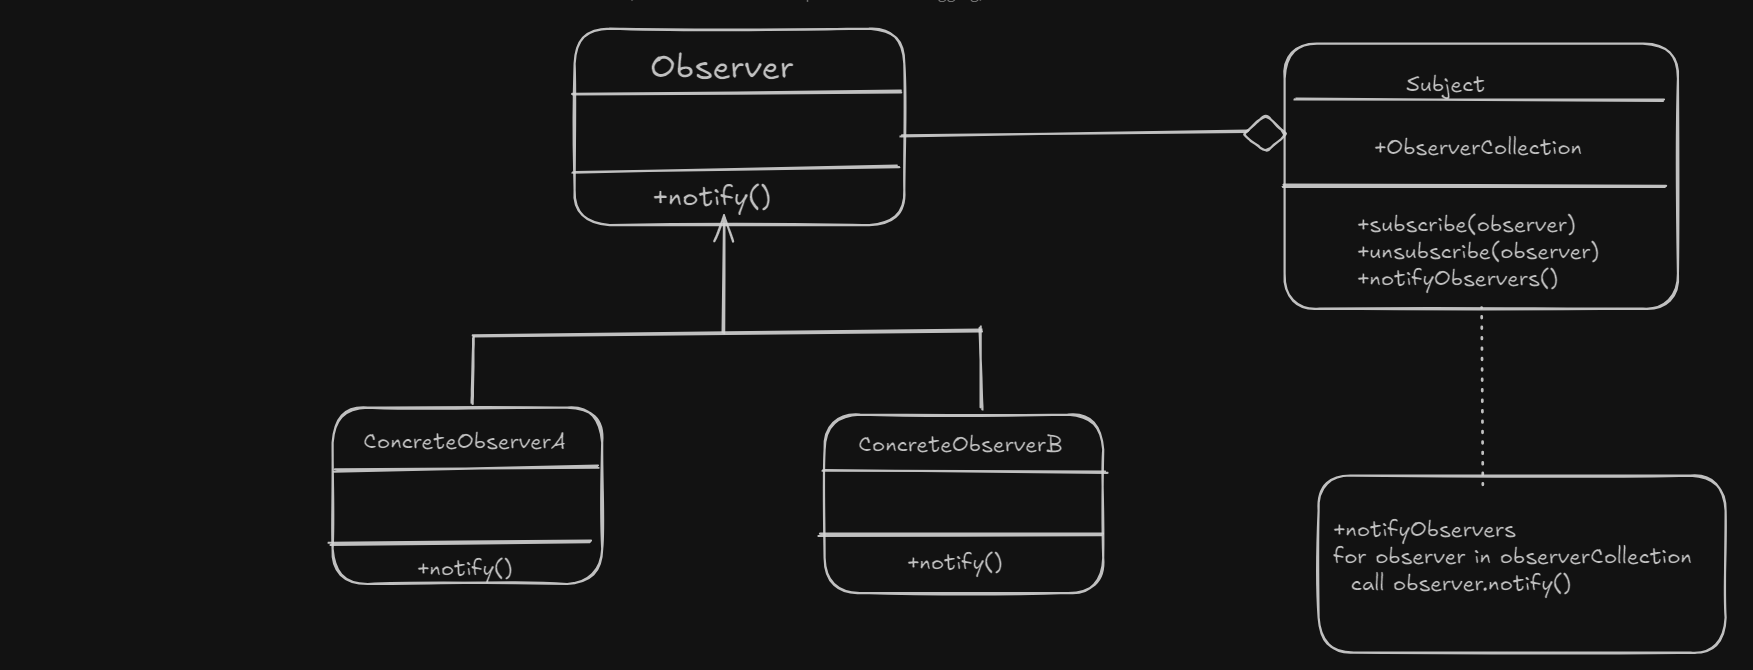 Observer
+notify()
Subject
+ObserverCollection
+subscribe(observer)
+unsubscribe(observer)
+notifyObservers()
ConcreteObserverA
+notify()
ConcreteObserverB
+notify()
+notifyObservers
for observer in observerCollection
call observer.notify()